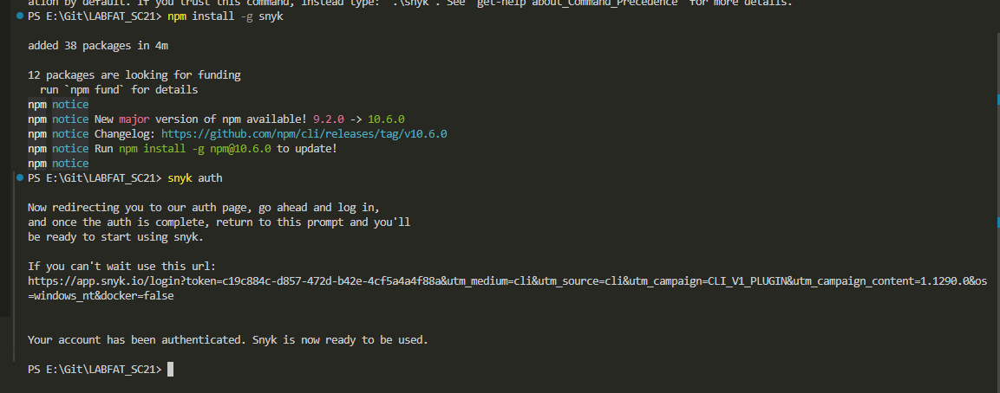 ation by default. If you trust this command, instead type: ".\snyk". See "get-help about_Command_Precedence" for more details.
PS E:\Git\LABFAT_SC21> npm install -g snyk
added 38 packages in 4m
12 packages are looking for funding
run `npm fund` for details
npm notice
npm notice New major version of npm available! 9.2.0 -> 10.6.0
npm notice Changelog: https://github.com/npm/cli/releases/tag/v10.6.0
npm notice Run npm install -g npm@10.6.0 to update!
npm notice
PS E:\Git\LABFAT_SC21> snyk auth
Now redirecting you to our auth page, go ahead and log in,
and once the auth is complete, return to this prompt and you'll
be ready to start using snyk.
If you can't wait use this url:
https://app.snyk.io/login?token=c19c884c-d857-472d-b42e-4cf5a4a4f88a&utm_medium=cli&utm_source=cli&utm_campaign=CLI_V1_PLUGIN&utm_campaign_content=1.1290.0&os
=windows_nt&docker=false
Your account has been authenticated. Snyk is now ready to be used.
PS E:\Git\LABFAT_SC21>